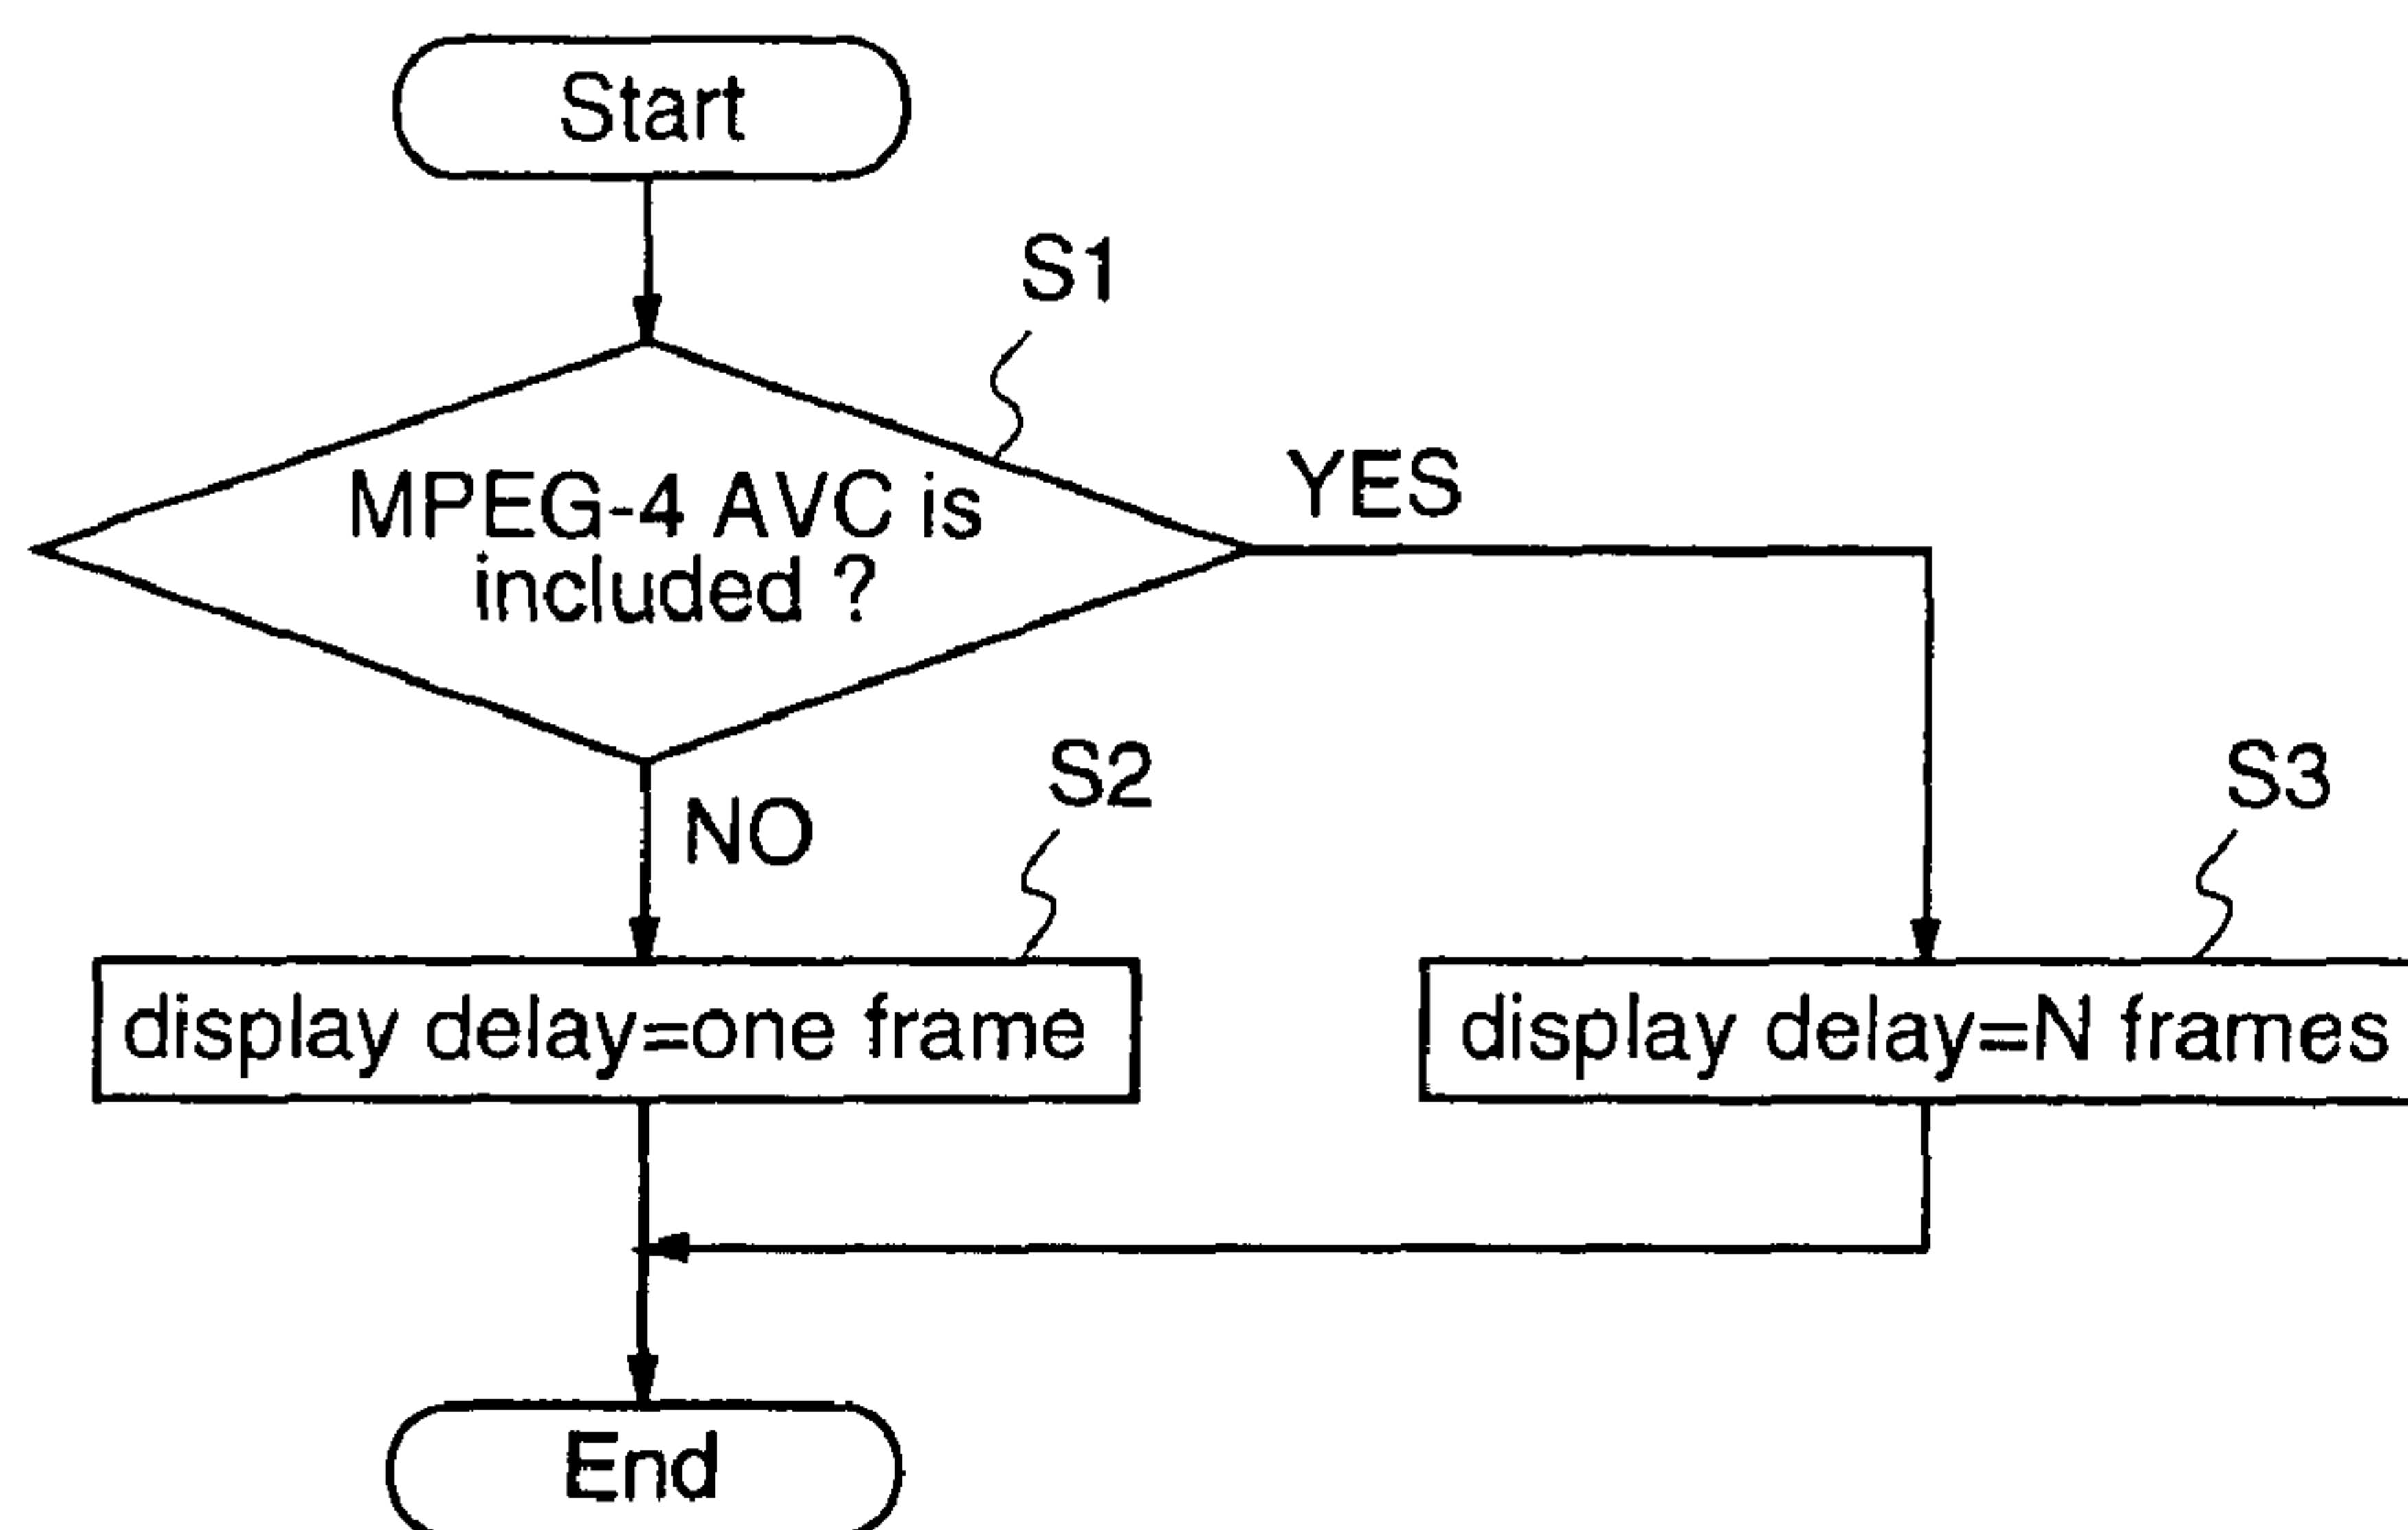 Start
S1
MPEG-4 AVC is
included ?
YES
NO
S2
S3
display delay=one frame
display delay=N frames
End